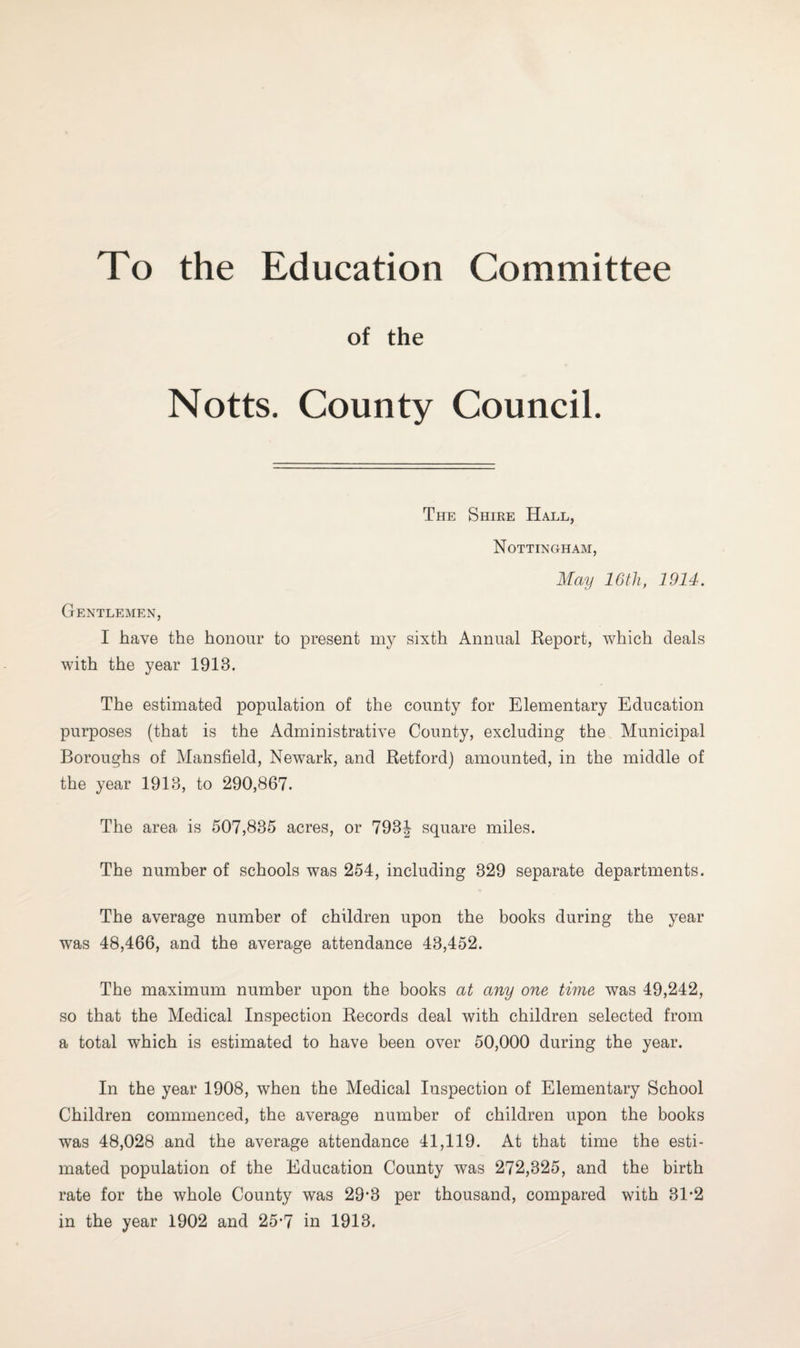 To the Education Committee
of the
Notts. County Council.
The Shire Hall,
Nottingham,
May 16th, 1914.
Gentlemen,
I have the honour to present my sixth Annual Report, which deals
with the year 1913.
The estimated population of the county for Elementary Education
purposes (that is the Administrative County, excluding the Municipal
Boroughs of Mansfield, Newark, and Retford) amounted, in the middle of
the year 1913, to 290,867.
The area is 507,835 acres, or 793½ square miles.
The number of schools was 254, including 329 separate departments.
The average number of children upon the books during the year
was 48,466, and the average attendance 43,452.
The maximum number upon the books at any one time was 49,242,
so that the Medical Inspection Records deal with children selected from
a total which is estimated to have been over 50,000 during the year.
In the year 1908, when the Medical Inspection of Elementary School
Children commenced, the average number of children upon the books
was 48,028 and the average attendance 41,119. At that time the esti-
mated population of the Education County was 272,325, and the birth
rate for the whole County was 29·3 per thousand, compared with 31·2
in the year 1902 and 25·7 in 1913.